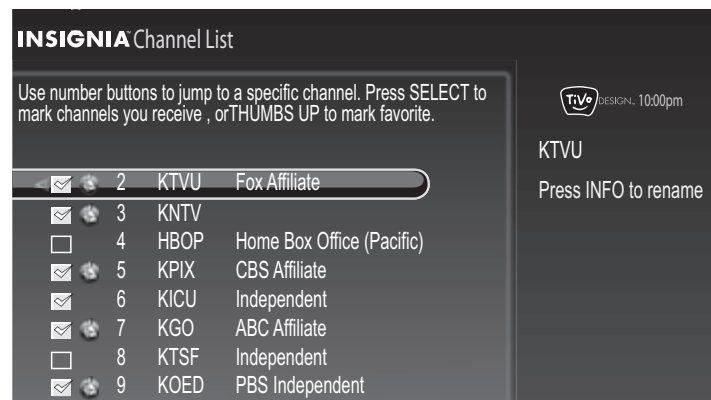 INSIGNIA™ Channel List
Use number buttons to jump to a specific channel. Press SELECT to
mark channels you receive , orTHUMBS UP to mark favorite.
2 KTVU Fox Affiliate
3 KNTV
4 HBOP Home Box Office (Pacific)
5 KPIX CBS Affiliate
6 KICU Independent
7 KGO ABC Affiliate
8 KTSF Independent
9 KOED PBS Independent
TiVo DESIGN™ 10:00pm
KTVU
Press INFO to rename